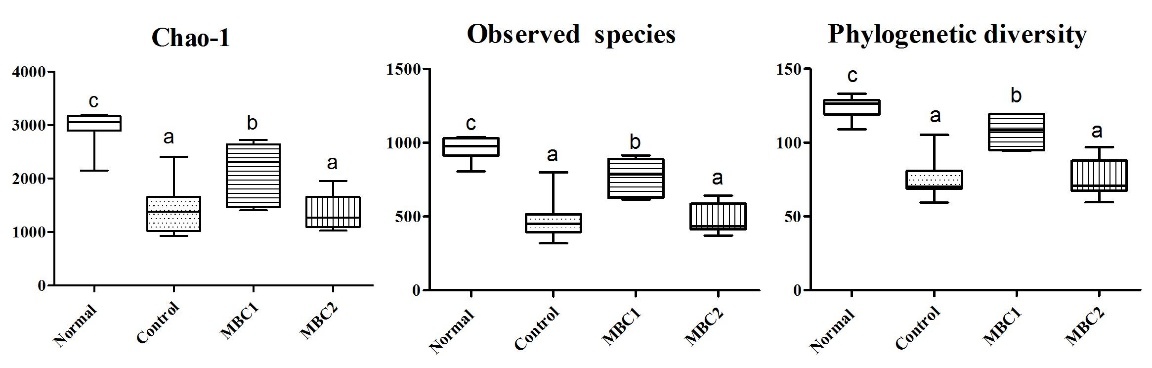 Chao-1
4000
3000
2000
1000
0
c
a
b
a
Normal
Control
MBC1
MBC2
Observed species
1500
1000
500
0
c
a
b
a
Normal
Control
MBC1
MBC2
Phylogenetic diversity
150
100
50
0
c
a
b
a
Normal
Control
MBC1
MBC2